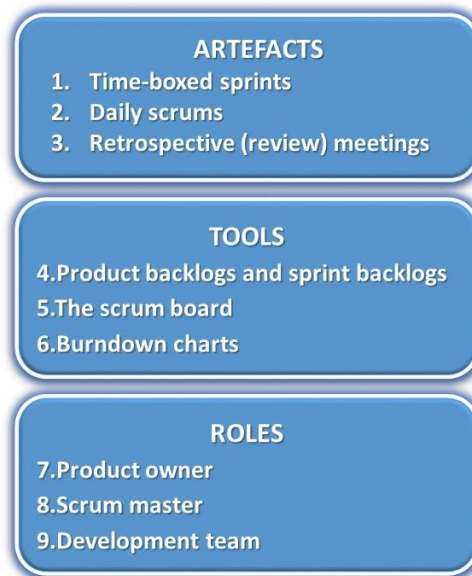 ARTEFACTS
1. Time-boxed sprints
2. Daily scrums
3. Retrospective (review) meetings
TOOLS
4.Product backlogs and sprint backlogs
5.The scrum board
6.Burndown charts
ROLES
7.Product owner
8.Scrum master
9.Development team